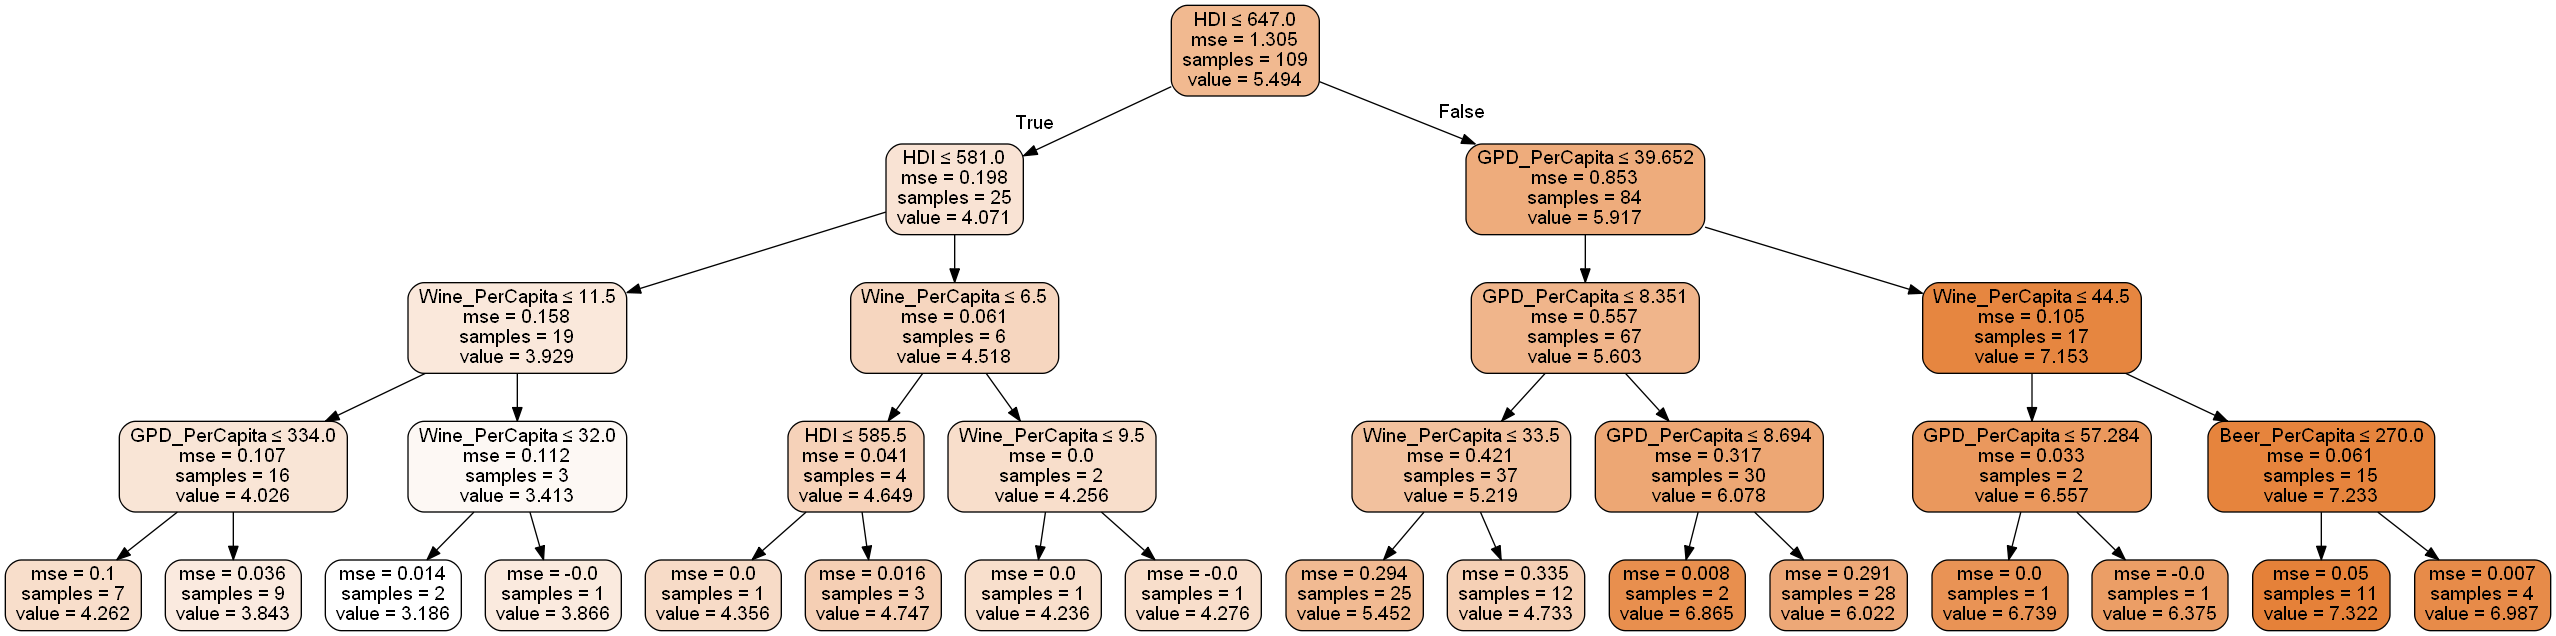 HDI ≤ 647.0
mse = 1.305
samples = 109
value = 5.494
True
False
HDI ≤ 581.0
mse = 0.198
samples = 25
value = 4.071
GPD_PerCapita ≤ 39.652
mse = 0.853
samples = 84
value = 5.917
Wine_PerCapita ≤ 11.5
mse = 0.158
samples = 19
value = 3.929
Wine_PerCapita ≤ 6.5
mse = 0.061
samples = 6
value = 4.518
GPD_PerCapita ≤ 8.351
mse = 0.557
samples = 67
value = 5.603
Wine_PerCapita ≤ 44.5
mse = 0.105
samples = 17
value = 7.153
GPD_PerCapita ≤ 334.0
mse = 0.107
samples = 16
value = 4.026
Wine_PerCapita ≤ 32.0
mse = 0.112
samples = 3
value = 3.413
HDI ≤ 585.5
mse = 0.041
samples = 4
value = 4.649
Wine_PerCapita ≤ 9.5
mse = 0.0
samples = 2
value = 4.256
Wine_PerCapita ≤ 33.5
mse = 0.421
samples = 37
value = 5.219
GPD_PerCapita ≤ 8.694
mse = 0.317
samples = 30
value = 6.078
GPD_PerCapita ≤ 57.284
mse = 0.033
samples = 2
value = 6.557
Beer_PerCapita ≤ 270.0
mse = 0.061
samples = 15
value = 7.233
mse = 0.1
samples = 7
value = 4.262
mse = 0.036
samples = 9
value = 3.843
mse = 0.014
samples = 2
value = 3.186
mse = -0.0
samples = 1
value = 3.866
mse = 0.0
samples = 1
value = 4.356
mse = 0.016
samples = 3
value = 4.747
mse = 0.0
samples = 1
value = 4.236
mse = -0.0
samples = 1
value = 4.276
mse = 0.294
samples = 25
value = 5.452
mse = 0.335
samples = 12
value = 4.733
mse = 0.008
samples = 2
value = 6.865
mse = 0.291
samples = 28
value = 6.022
mse = 0.0
samples = 1
value = 6.739
mse = -0.0
samples = 1
value = 6.375
mse = 0.05
samples = 11
value = 7.322
mse = 0.007
samples = 4
value = 6.987